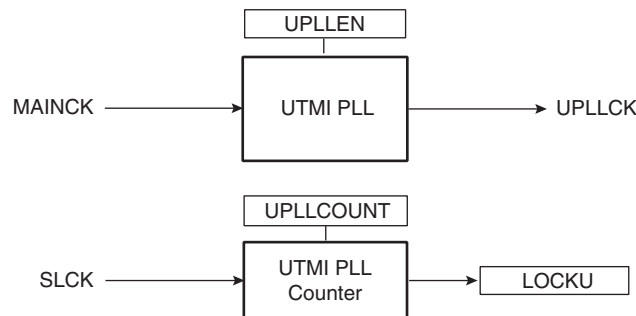 UPLLEN
MAINCK
UTMI PLL
UPLLCK
UPLLCOUNT
SLCK
UTMI PLL
Counter
LOCKU